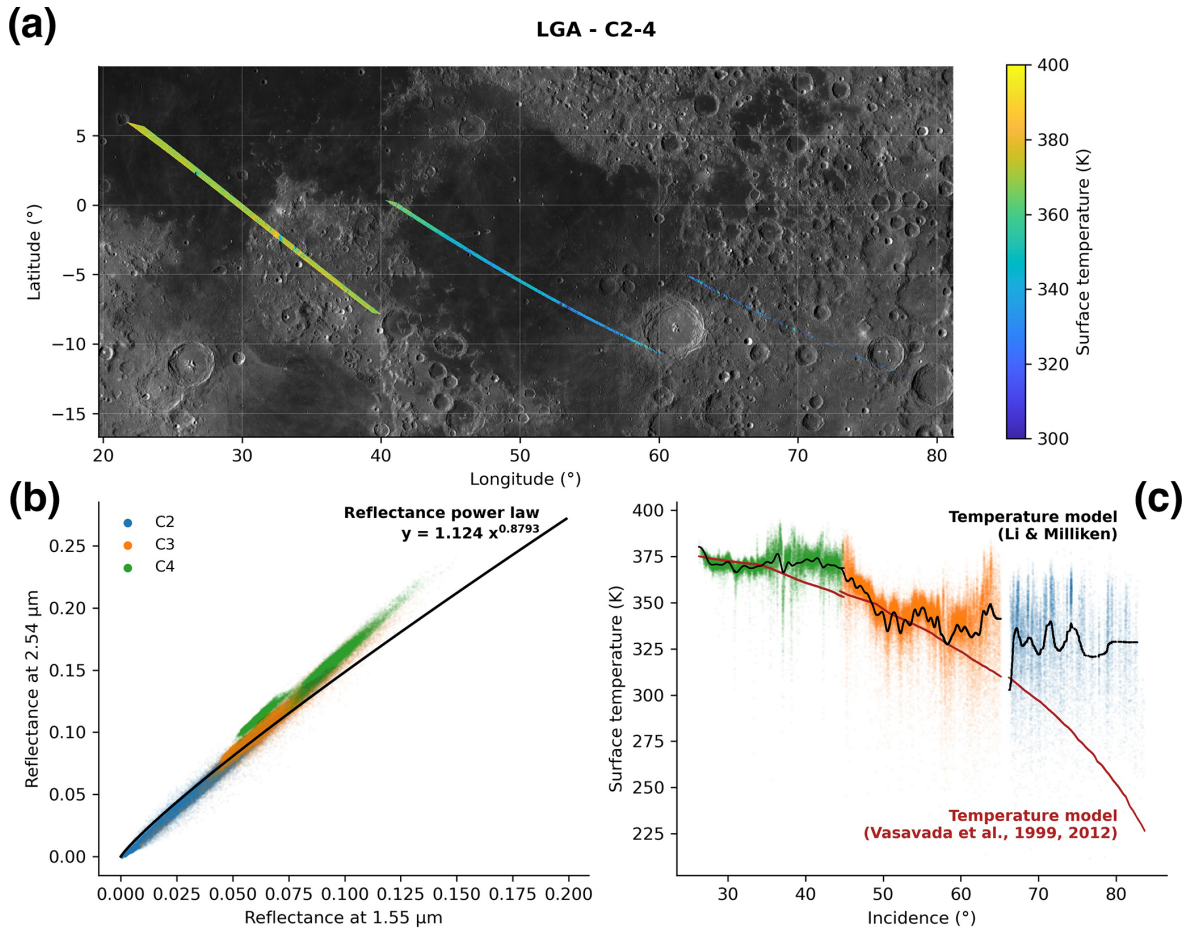 (a)
LGA - C2-4
5
0
−5
−10
−15
Latitude (°)
20 30 40 50 60 70 80
Longitude (°)
400
380
360
340
320
300
Surface temperature (K)
(b)
C2
C3
C4
Reflectance power law
y = 1.124 x^0.8793
0.25
0.20
0.15
0.10
0.05
0.00
Reflectance at 2.54 μm
0.000 0.025 0.050 0.075 0.100 0.125 0.150 0.175 0.200
Reflectance at 1.55 μm
(c)
Temperature model
(Li & Milliken)
400
375
350
325
300
275
250
225
Surface temperature (K)
Temperature model
(Vasavada et al., 1999, 2012)
30 40 50 60 70 80
Incidence (°)